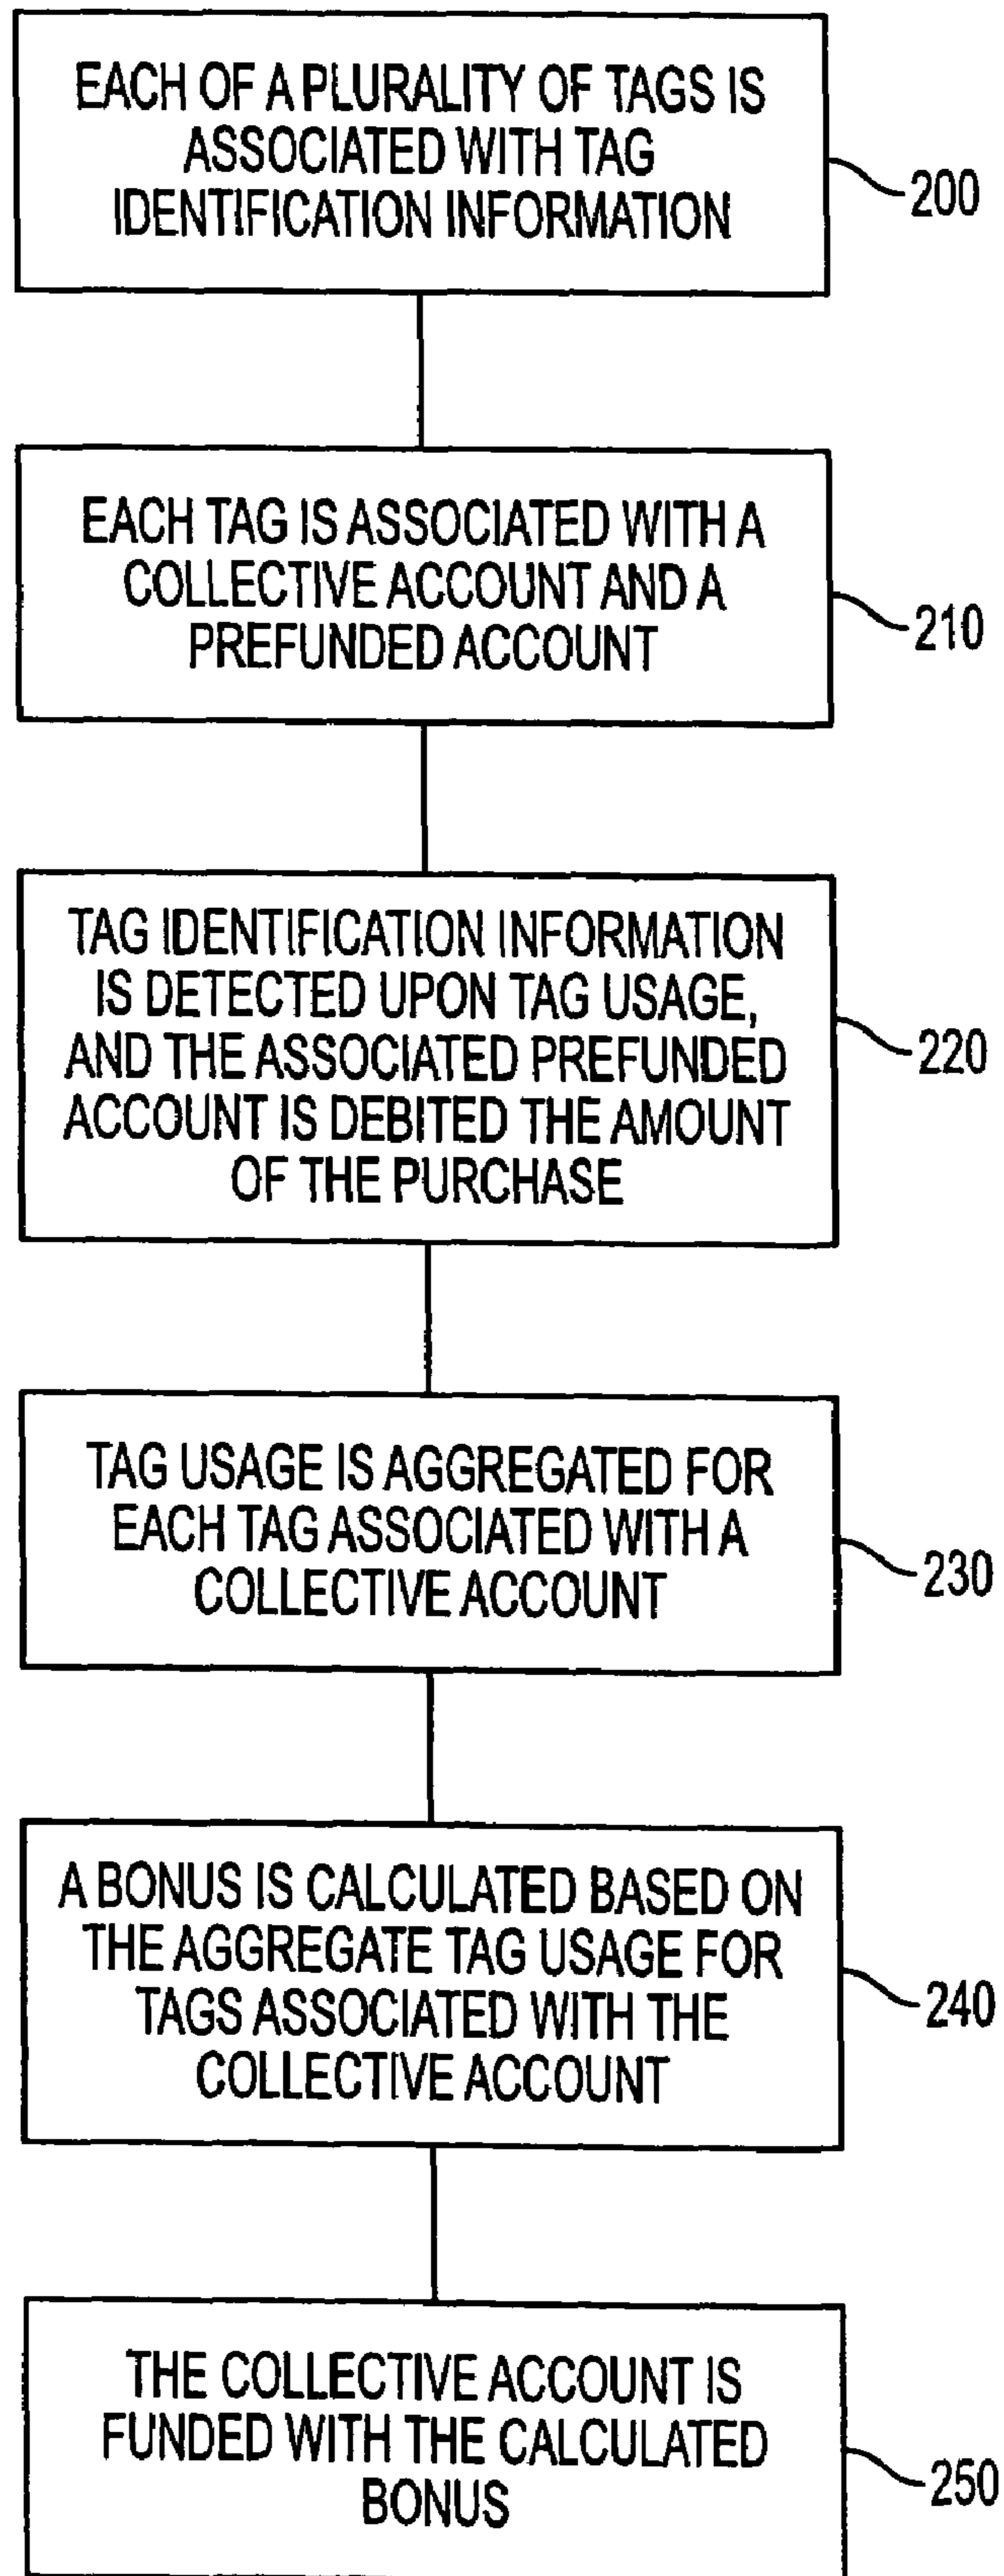 EACH OF A PLURALITY OF TAGS IS
ASSOCIATED WITH TAG
IDENTIFICATION INFORMATION
200
EACH TAG IS ASSOCIATED WITH A
COLLECTIVE ACCOUNT AND A
PREFUNDED ACCOUNT
210
TAG IDENTIFICATION INFORMATION
IS DETECTED UPON TAG USAGE,
AND THE ASSOCIATED PREFUNDED
ACCOUNT IS DEBITED THE AMOUNT
OF THE PURCHASE
220
TAG USAGE IS AGGREGATED FOR
EACH TAG ASSOCIATED WITH A
COLLECTIVE ACCOUNT
230
A BONUS IS CALCULATED BASED ON
THE AGGREGATE TAG USAGE FOR
TAGS ASSOCIATED WITH THE
COLLECTIVE ACCOUNT
240
THE COLLECTIVE ACCOUNT IS
FUNDED WITH THE CALCULATED
BONUS
250